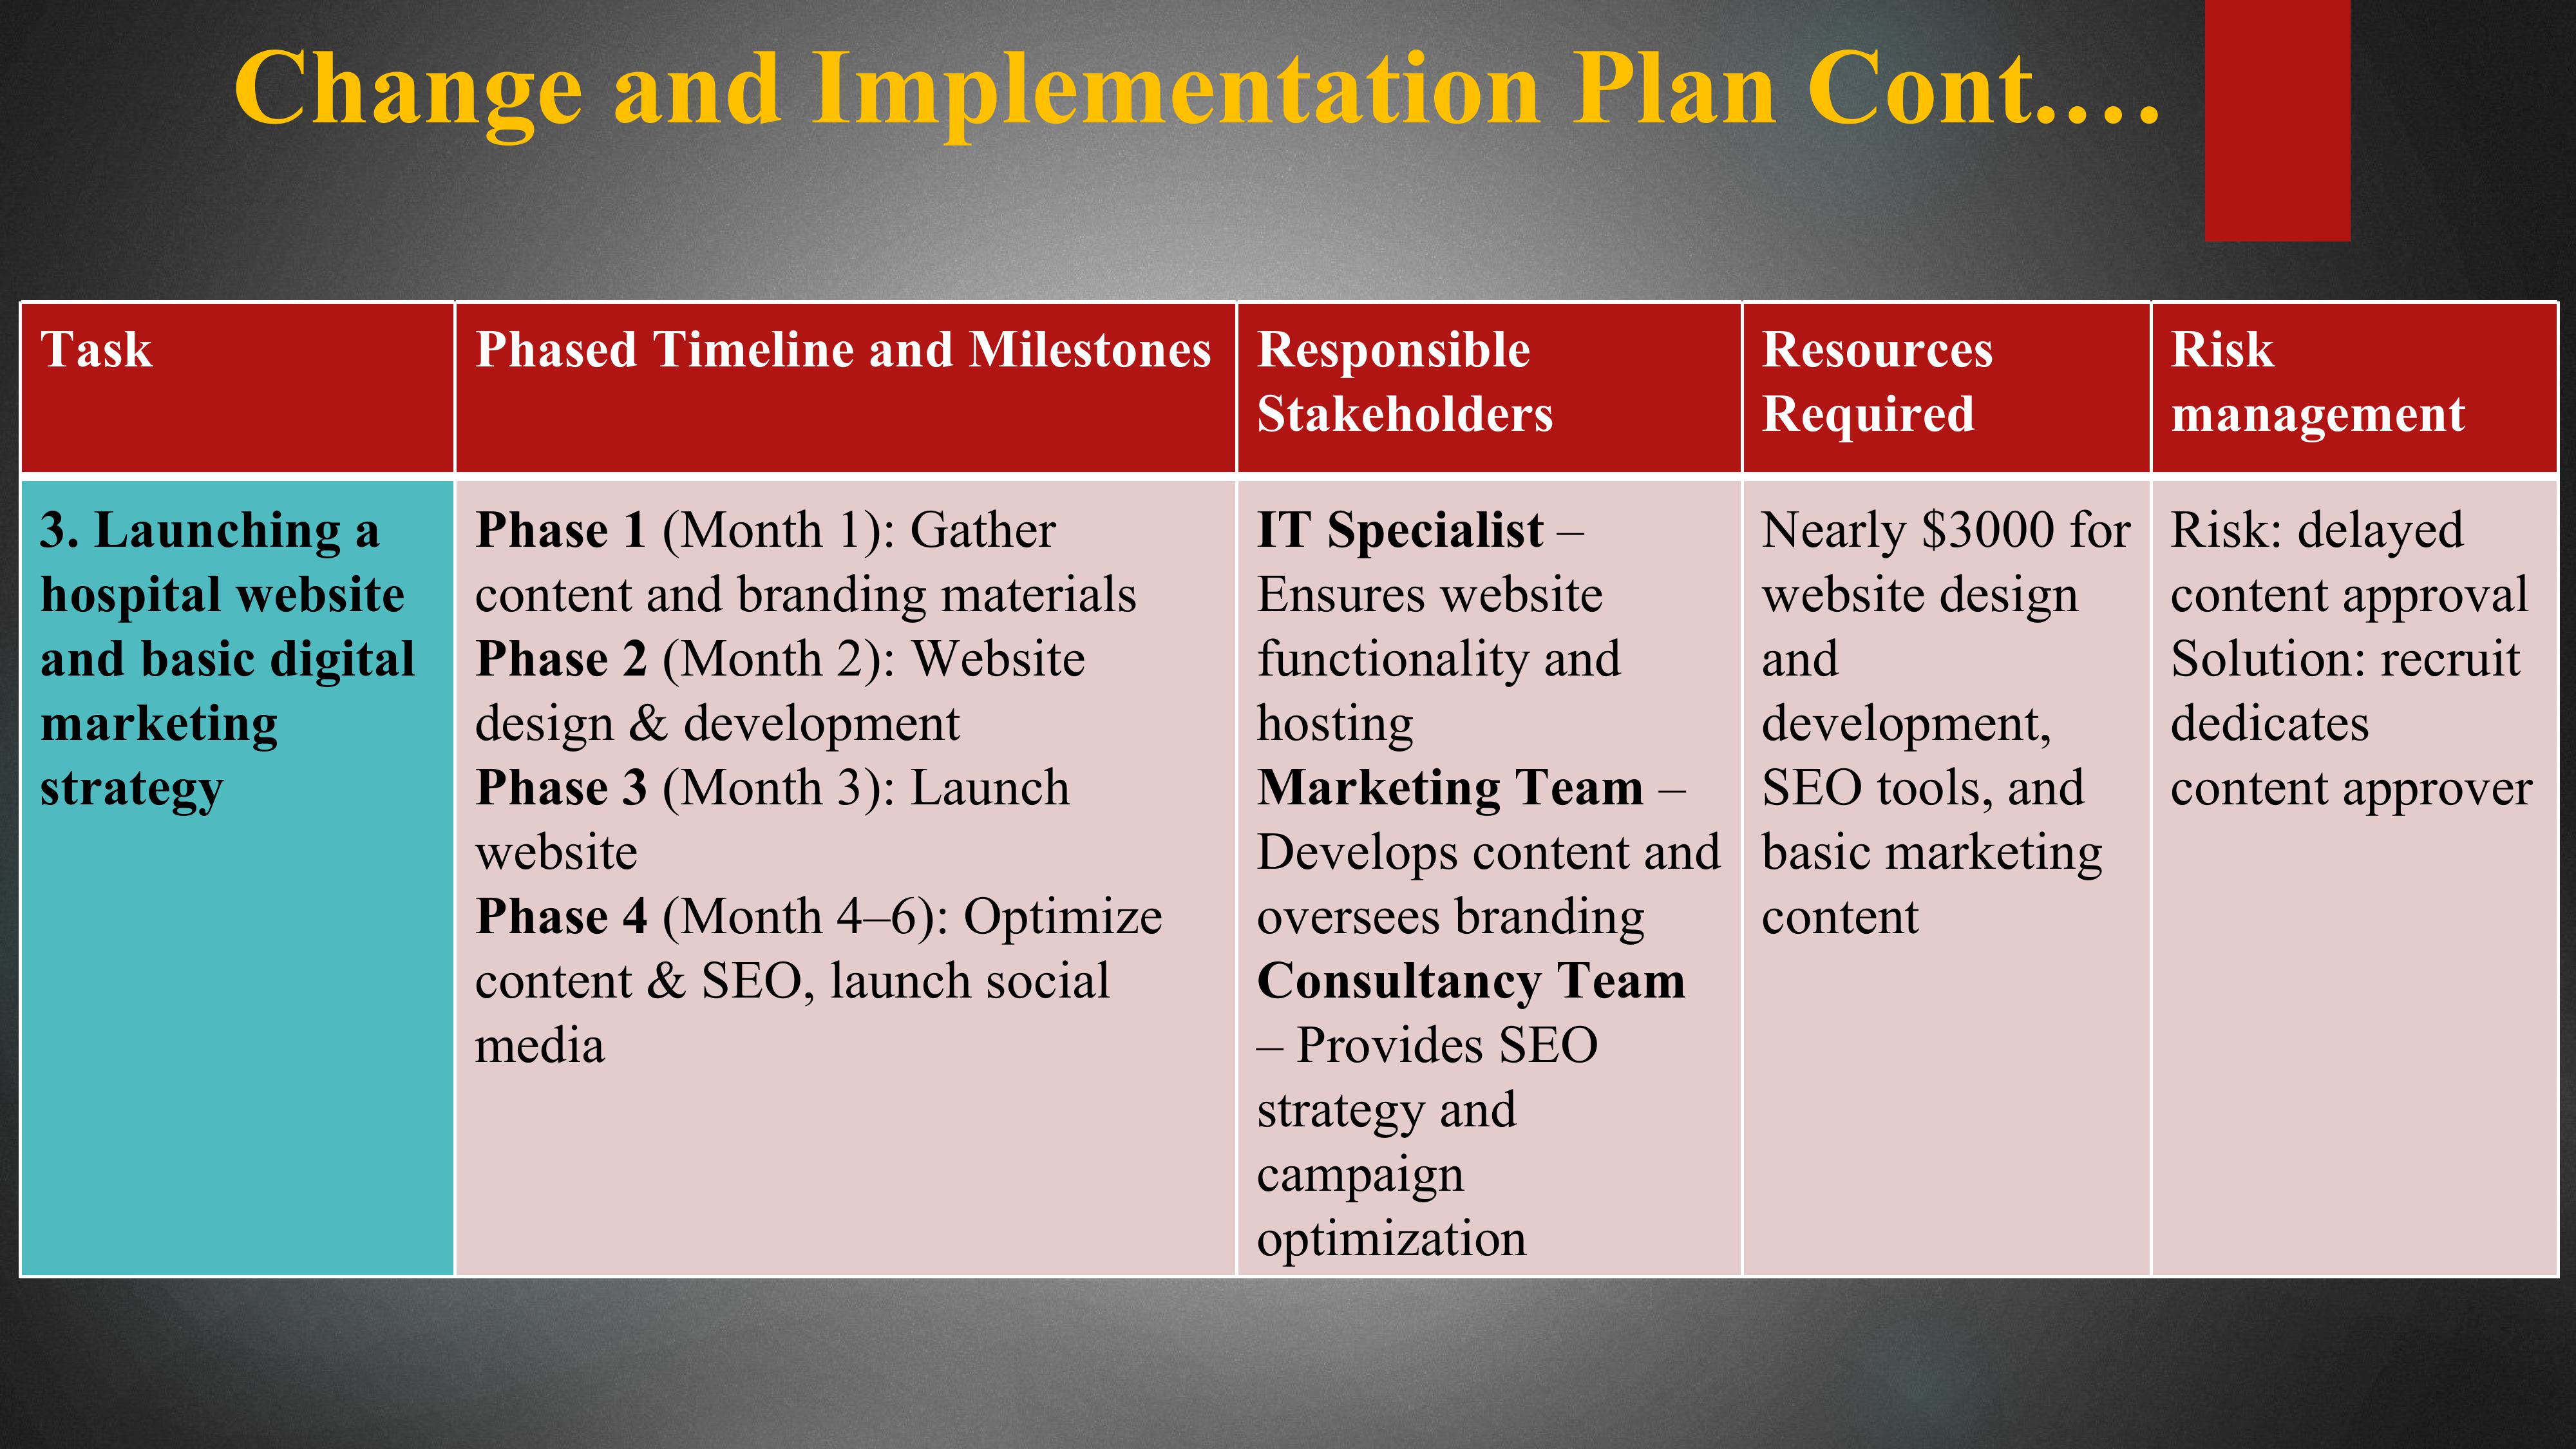 Change and Implementation Plan Cont.…
Task
Phased Timeline and Milestones
Responsible
Stakeholders
Resources
Required
Risk
management
3. Launching a
hospital website
and basic digital
marketing
strategy
Phase 1 (Month 1): Gather
content and branding materials
Phase 2 (Month 2): Website
design & development
Phase 3 (Month 3): Launch
website
Phase 4 (Month 4–6): Optimize
content & SEO, launch social
media
IT Specialist –
Ensures website
functionality and
hosting
Marketing Team –
Develops content and
oversees branding
Consultancy Team
– Provides SEO
strategy and
campaign
optimization
Nearly $3000 for
website design
and
development,
SEO tools, and
basic marketing
content
Risk: delayed
content approval
Solution: recruit
dedicates
content approver